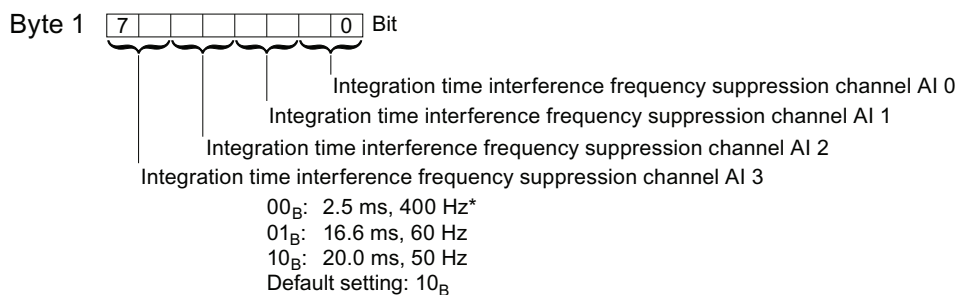 Byte 1 7 0 Bit
Integration time interference frequency suppression channel AI 0
Integration time interference frequency suppression channel AI 1
Integration time interference frequency suppression channel AI 2
Integration time interference frequency suppression channel AI 3
00B: 2.5 ms, 400 Hz*
01B: 16.6 ms, 60 Hz
10B: 20.0 ms, 50 Hz
Default setting: 10B